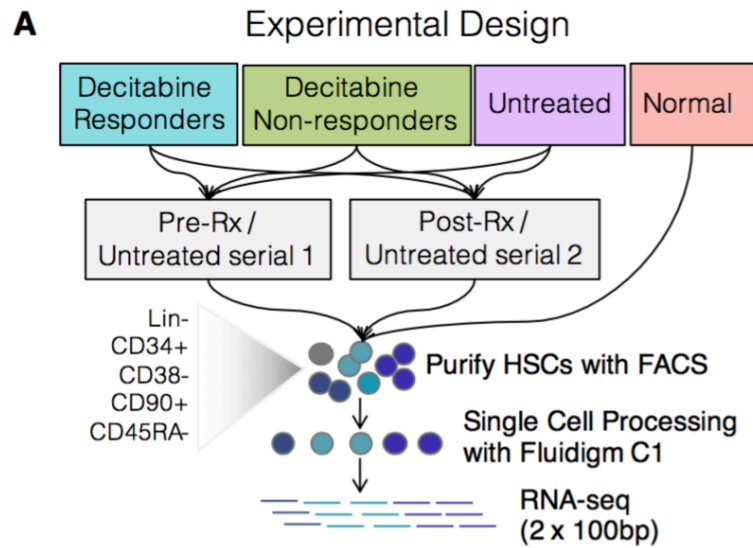 A
Experimental Design
Decitabine
Responders
Decitabine
Non-responders
Untreated
Normal
Pre-Rx /
Untreated serial 1
Post-Rx /
Untreated serial 2
Lin-
CD34+
CD38-
CD90+
CD45RA-
Purify HSCs with FACS
Single Cell Processing
with Fluidigm C1
RNA-seq
(2 x 100bp)